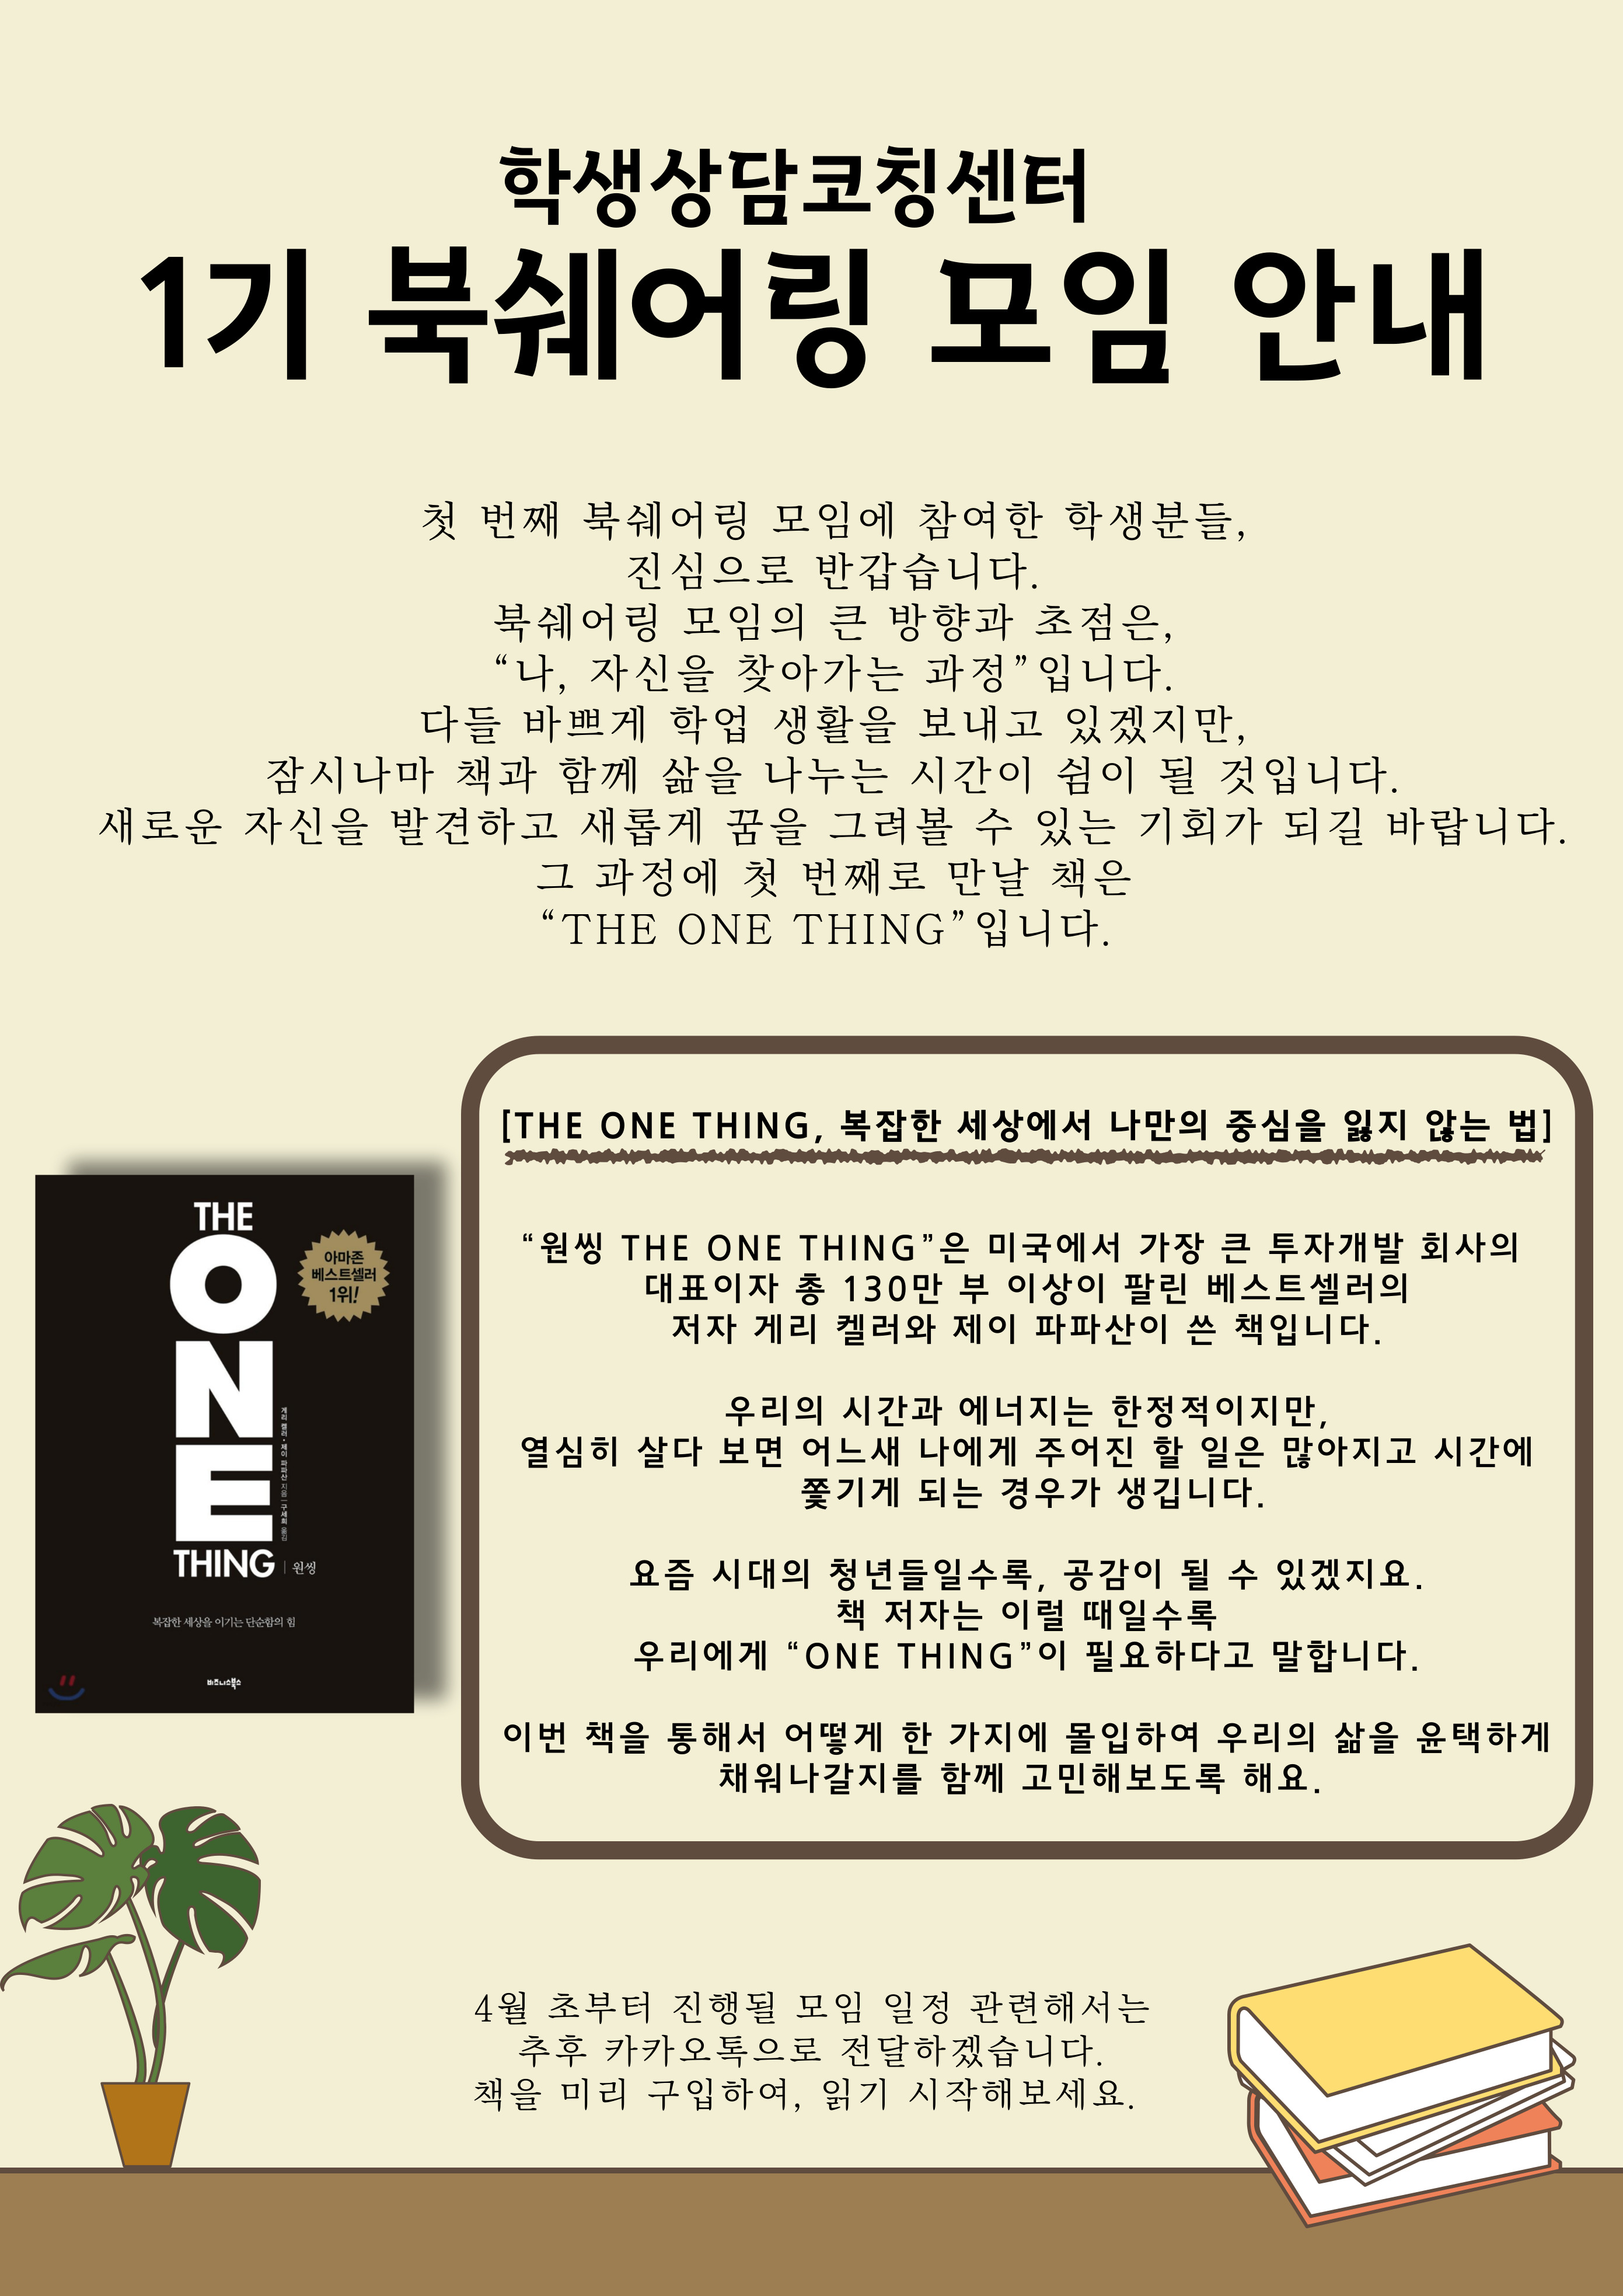 학생상담코칭센터
1기 북쉐어링 모임 안내
첫 번째 북쉐어링 모임에 참여한 학생분들,
진심으로 반갑습니다.
북쉐어링 모임의 큰 방향과 초점은,
“나, 자신을 찾아가는 과정”입니다.
다들 바쁘게 학업 생활을 보내고 있겠지만,
잠시나마 책과 함께 삶을 나누는 시간이 쉼이 될 것입니다.
새로운 자신을 발견하고 새롭게 꿈을 그려볼 수 있는 기회가 되길 바랍니다.
그 과정에 첫 번째로 만날 책은
“THE ONE THING”입니다.
THE
ONE
THING | 원씽
아마존
베스트셀러
1위!
게리 켈러·제이 파파산 지음 | 구세희 옮김
복잡한 세상을 이기는 단순함의 힘
비즈니스북스
[THE ONE THING, 복잡한 세상에서 나만의 중심을 잃지 않는 법]
“원씽 THE ONE THING”은 미국에서 가장 큰 투자개발 회사의
대표이자 총 130만 부 이상이 팔린 베스트셀러의
저자 게리 켈러와 제이 파파산이 쓴 책입니다.
우리의 시간과 에너지는 한정적이지만,
열심히 살다 보면 어느새 나에게 주어진 할 일은 많아지고 시간에
쫓기게 되는 경우가 생깁니다.
요즘 시대의 청년들일수록, 공감이 될 수 있겠지요.
책 저자는 이럴 때일수록
우리에게 “ONE THING”이 필요하다고 말합니다.
이번 책을 통해서 어떻게 한 가지에 몰입하여 우리의 삶을 윤택하게
채워나갈지를 함께 고민해보도록 해요.
4월 초부터 진행될 모임 일정 관련해서는
추후 카카오톡으로 전달하겠습니다.
책을 미리 구입하여, 읽기 시작해보세요.